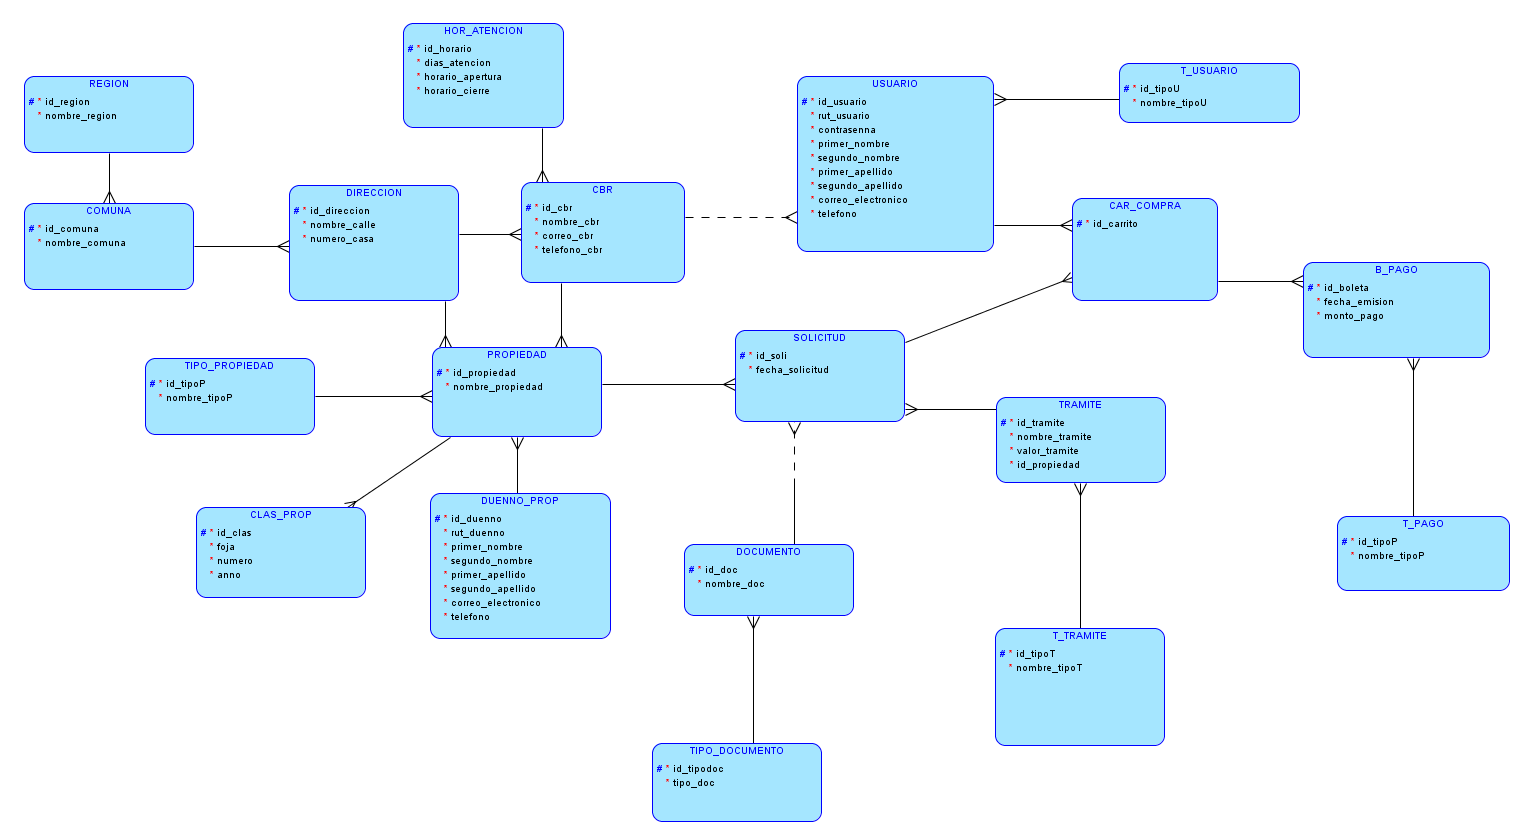 HOR_ATENCION
# * id_horario
* dias_atencion
* horario_apertura
* horario_cierre
REGION
# * id_region
* nombre_region
USUARIO
# * id_usuario
* rut_usuario
* contrasenna
* primer_nombre
* segundo_nombre
* primer_apellido
* segundo_apellido
* correo_electronico
* telefono
T_USUARIO
# * id_tipoU
* nombre_tipoU
COMUNA
# * id_comuna
* nombre_comuna
DIRECCION
# * id_direccion
* nombre_calle
* numero_casa
CBR
# * id_cbr
* nombre_cbr
* correo_cbr
* telefono_cbr
CAR_COMPRA
# * id_carrito
B_PAGO
# * id_boleta
* fecha_emision
* monto_pago
TIPO_PROPIEDAD
# * id_tipoP
* nombre_tipoP
PROPIEDAD
# * id_propiedad
* nombre_propiedad
SOLICITUD
# * id_soli
* fecha_solicitud
TRAMITE
# * id_tramite
* nombre_tramite
* valor_tramite
* id_propiedad
CLAS_PROP
# * id_clas
* foja
* numero
* anno
DUENNO_PROP
# * id_duenno
* rut_duenno
* primer_nombre
* segundo_nombre
* primer_apellido
* segundo_apellido
* correo_electronico
* telefono
DOCUMENTO
# * id_doc
* nombre_doc
T_PAGO
# * id_tipoP
* nombre_tipoP
T_TRAMITE
# * id_tipoT
* nombre_tipoT
TIPO_DOCUMENTO
# * id_tipodoc
* tipo_doc